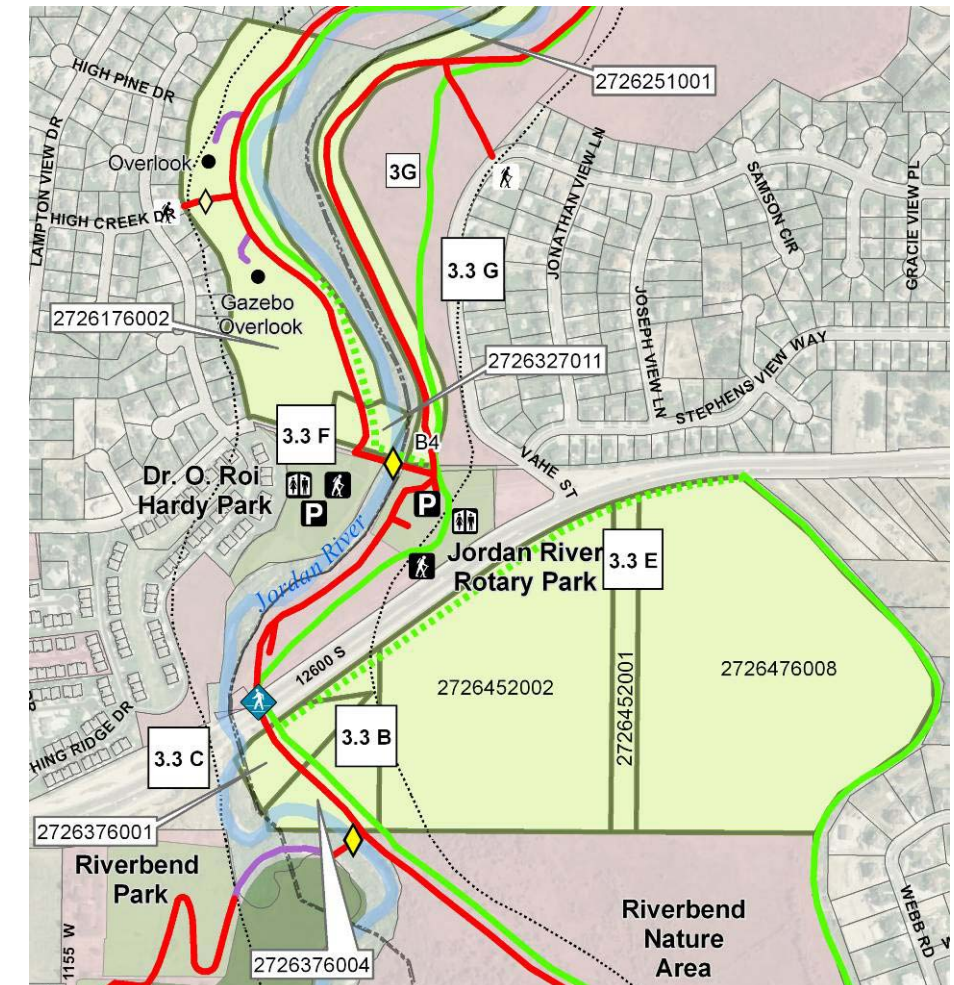 HIGH PINE DR
2726251001
Overlook
3G
LAMPTON VIEW DR
HIGH CREEK DR
JONATHAN VIEW LN
SAMSON CIR
GRACIE VIEW PL
3.3 G
Gazebo
Overlook
2726176002
JOSEPH VIEW LN
STEPHENS VIEW WAY
2726327011
3.3 F
B4
VAHE ST
Dr. O. Roi
Hardy Park
P
P
Jordan River
Jordan River
Rotary Park
3.3 E
12600 S
2726452002
2726452001
2726476008
HING RIDGE DR
3.3 B
3.3 C
2726376001
Riverbend
Park
1155 W
2726376004
Riverbend
Nature
Area
WEBB RD